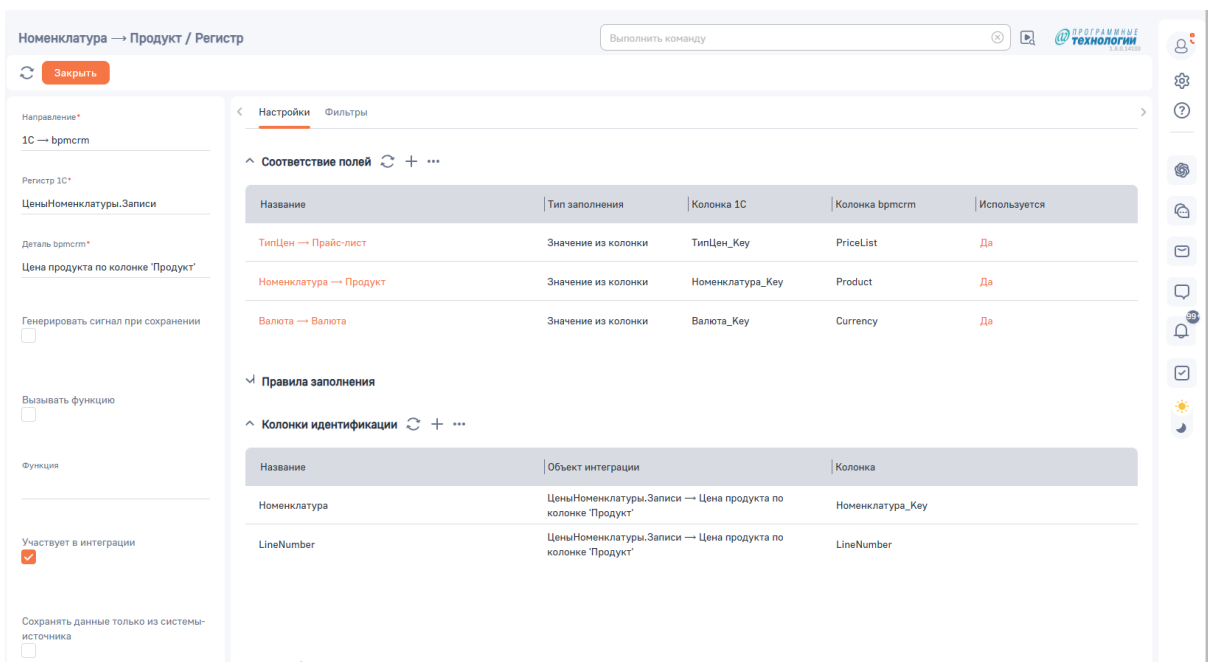 Номенклатура → Продукт / Регистр
Выполнить команду
ПРОГРАММНЫЕ
ТЕХНОЛОГИИ
Закрыть
Направление*
1С → bpmcrm
Регистр 1С*
ЦеныНоменклатуры.Записи
Деталь bpmcrm*
Цена продукта по колонке 'Продукт'
Генерировать сигнал при сохранении
Вызывать функцию
Функция
Участвует в интеграции
Сохранять данные только из системы-
источника
Настройки Фильтры
Соответствие полей
Название Тип заполнения Колонка 1С Колонка bpmcrm Используется
ТипЦен → Прайс-лист Значение из колонки ТипЦен_Key PriceList Да
Номенклатура → Продукт Значение из колонки Номенклатура_Key Product Да
Валюта → Валюта Значение из колонки Валюта_Key Currency Да
Правила заполнения
Колонки идентификации
Название Объект интеграции Колонка
Номенклатура ЦеныНоменклатуры.Записи → Цена продукта по колонке 'Продукт' Номенклатура_Key
LineNumber ЦеныНоменклатуры.Записи → Цена продукта по колонке 'Продукт' LineNumber
99+